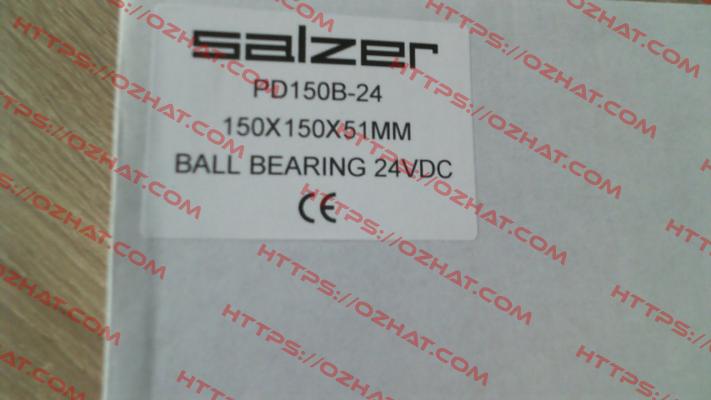 salzer
PD150B-24
150X150X51MM
BALL BEARING 24VDC
CE
HTTPS://OZHAT.COM